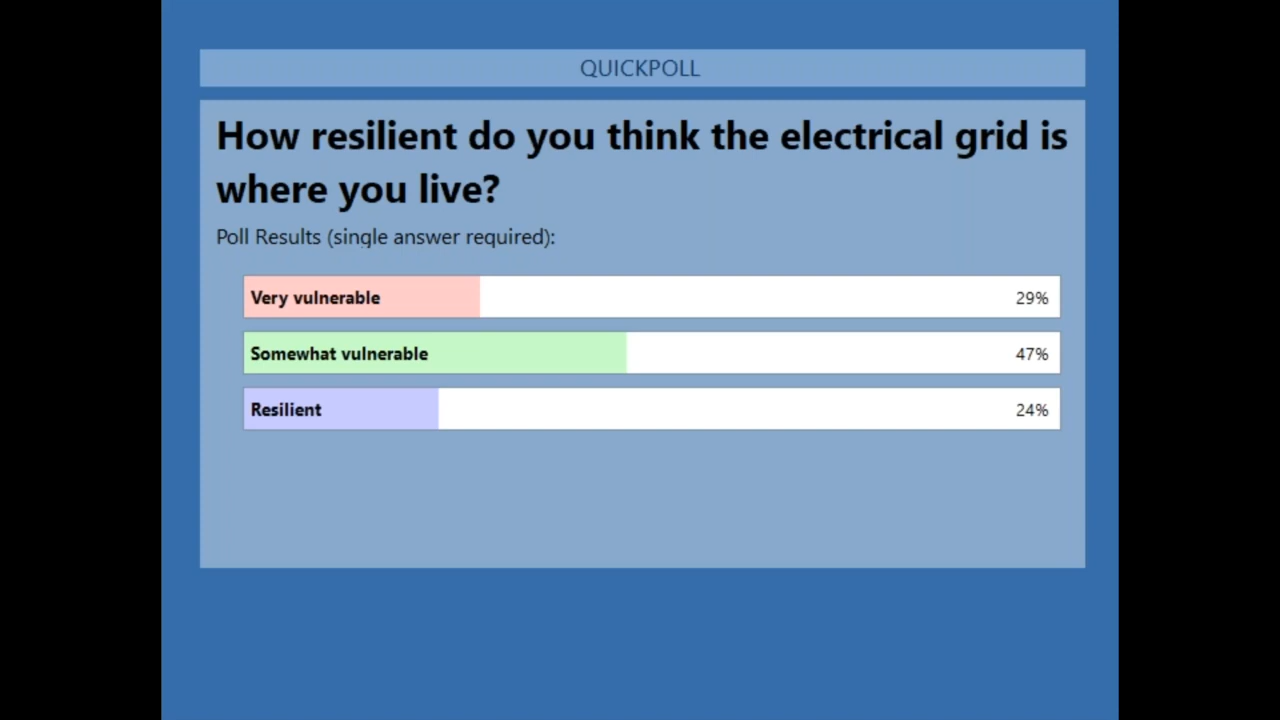 QUICKPOLL
How resilient do you think the electrical grid is
where you live?
Poll Results (single answer required):
Very vulnerable 29%
Somewhat vulnerable 47%
Resilient 24%